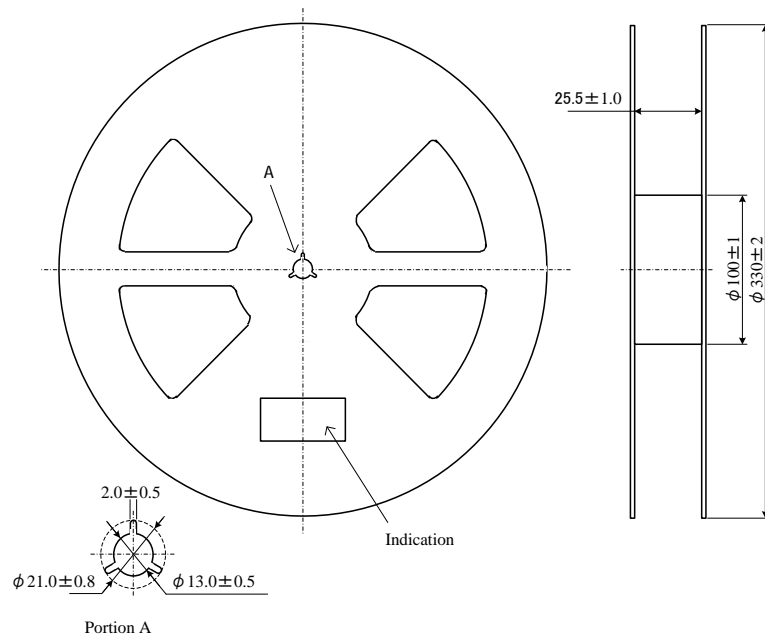 A
25.5±1.0
φ100±1
φ330±2
Indication
2.0±0.5
φ21.0±0.8
φ13.0±0.5
Portion A